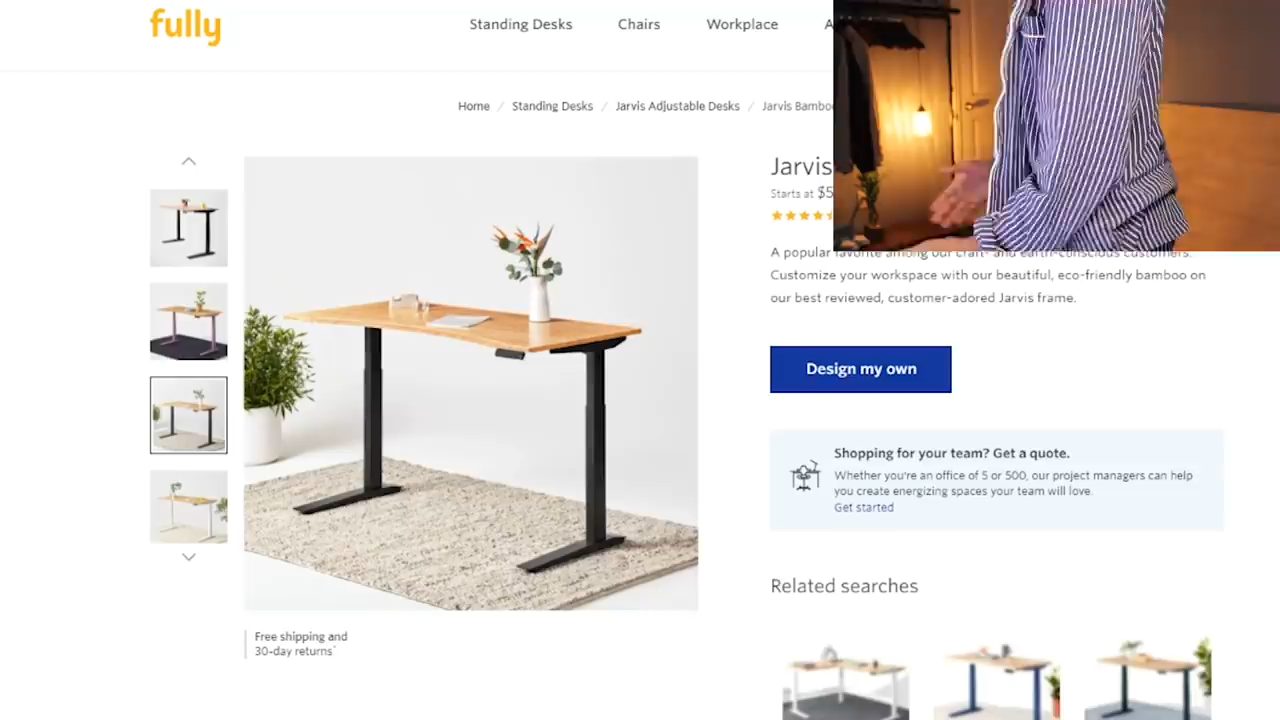 fully
Standing Desks
Chairs
Workplace
Home / Standing Desks / Jarvis Adjustable Desks / Jarvis
Jarvis
Starts at
Customize your workspace with our beautiful, eco-friendly bamboo on
our best reviewed, customer-adored Jarvis frame.
Design my own
Shopping for your team? Get a quote.
Whether you're an office of 5 or 500, our project managers can help
you create energizing spaces your team will love.
Get started
Related searches
Free shipping and
30-day returns*